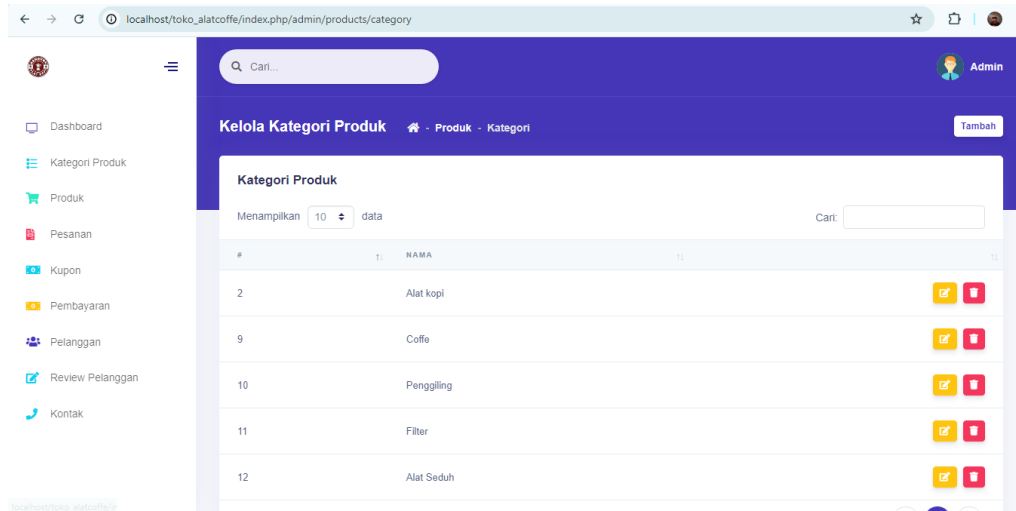 localhost/toko_alatcoffe/index.php/admin/products/category
Cari...
Admin
Dashboard
Kategori Produk
Produk
Pesanan
Kupon
Pembayaran
Pelanggan
Review Pelanggan
Kontak
Kelola Kategori Produk - Produk - Kategori
Tambah
Kategori Produk
Menampilkan 10 data
Cari:
# NAMA
2 Alat kopi
9 Coffe
10 Penggiling
11 Filter
12 Alat Seduh